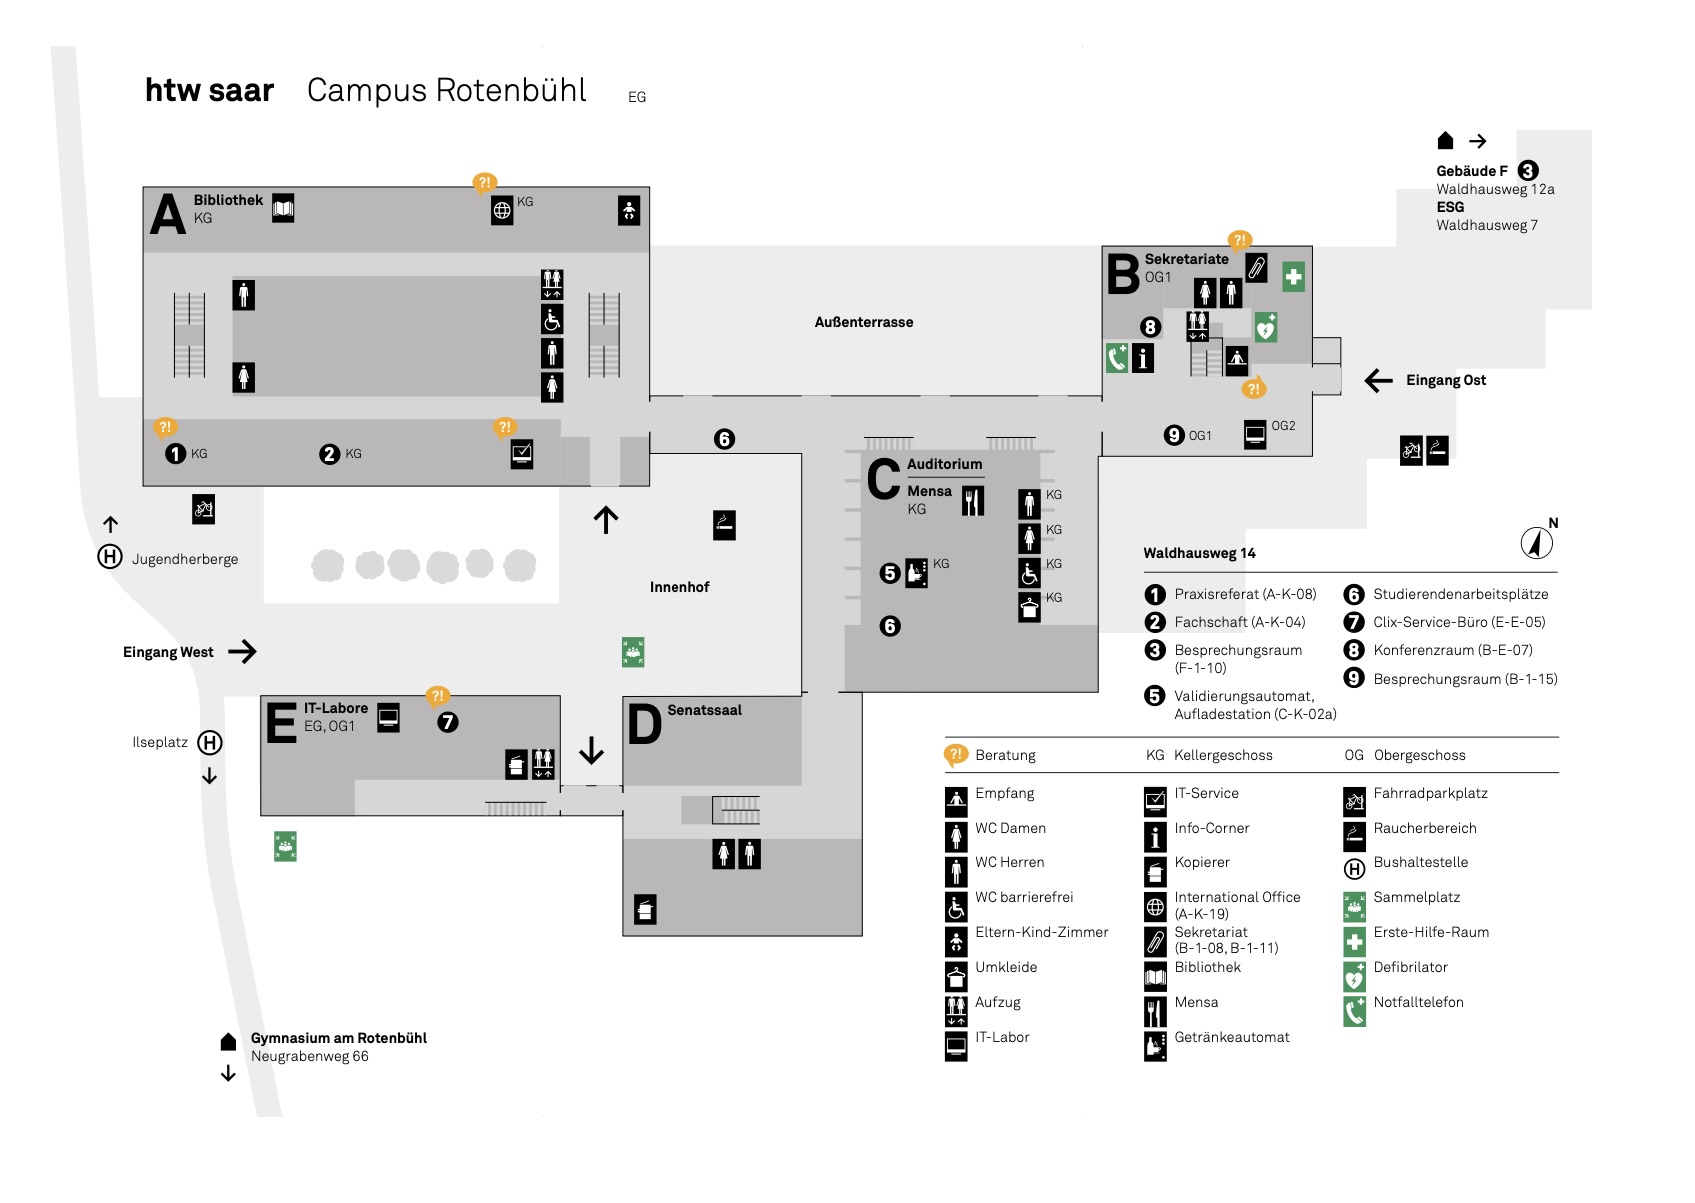 htw saar Campus Rotenbühl EG
Gebäude F 3
Waldhausweg 12a
ESG
Waldhausweg 7
A Bibliothek
KG
?!
KG
?!
1 KG
2 KG
?!
Außenterrasse
?!
B Sekretariate
OG1
8
i
?!
9 OG1
OG2
Eingang Ost
6
C Auditorium
Mensa
KG
KG
KG
KG
KG
5 KG
6
H Jugendherberge
Innenhof
Eingang West
E IT-Labore
EG, OG1
?!
7
D Senatssaal
Ilseplatz H
Gymnasium am Rotenbühl
Neugrabenweg 66
N
Waldhausweg 14
1 Praxisreferat (A-K-08)
2 Fachschaft (A-K-04)
3 Besprechungsraum
(F-1-10)
5 Validierungsautomat,
Aufladestation (C-K-02a)
6 Studierendenarbeitsplätze
7 Clix-Service-Büro (E-E-05)
8 Konferenzraum (B-E-07)
9 Besprechungsraum (B-1-15)
?! Beratung
KG Kellergeschoss
OG Obergeschoss
Empfang
WC Damen
WC Herren
WC barrierefrei
Eltern-Kind-Zimmer
Umkleide
Aufzug
IT-Labor
IT-Service
i Info-Corner
Kopierer
International Office
(A-K-19)
Sekretariat
(B-1-08, B-1-11)
Bibliothek
Mensa
Getränkeautomat
Fahrradparkplatz
Raucherbereich
H Bushaltestelle
Sammelplatz
Erste-Hilfe-Raum
Defibrilator
Notfalltelefon